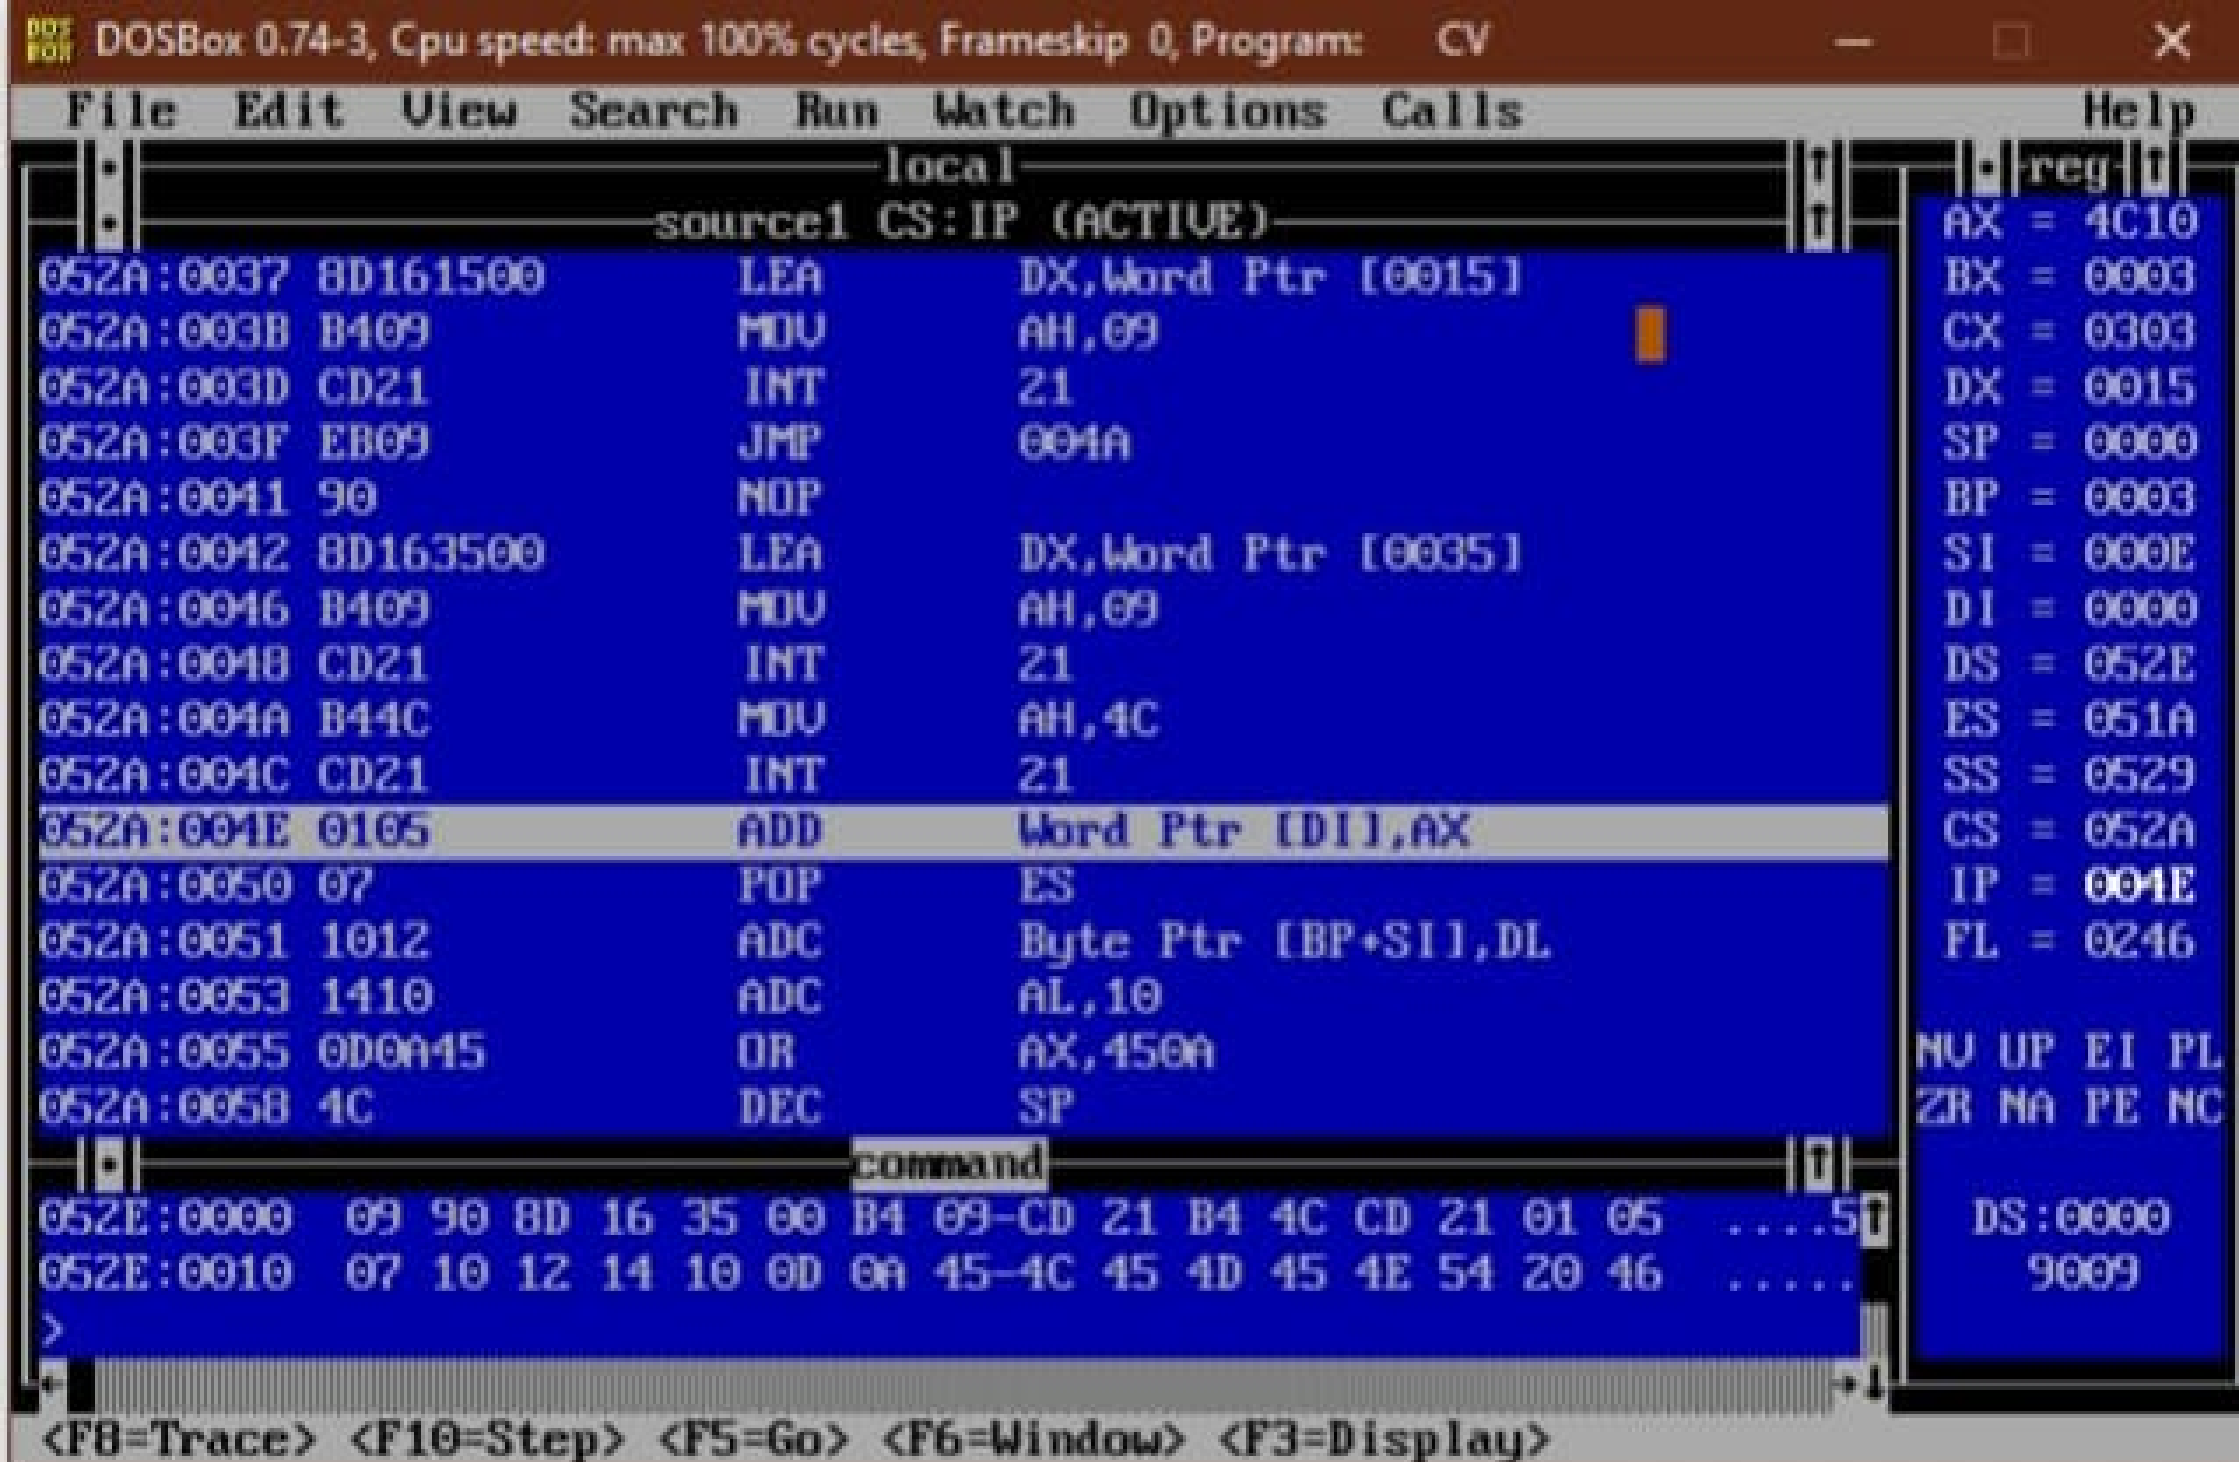 DOS BOX DOSBox 0.74-3, Cpu speed: max 100% cycles, Frameskip 0, Program: CV
File Edit View Search Run Watch Options Calls Help
local
source1 CS:IP (ACTIVE)
052A:0037 8D161500 LEA DX,Word Ptr [0015]
052A:003B B409 MOV AH,09
052A:003D CD21 INT 21
052A:003F EB09 JMP 004A
052A:0041 90 NOP
052A:0042 8D163500 LEA DX,Word Ptr [0035]
052A:0046 B409 MOV AH,09
052A:0048 CD21 INT 21
052A:004A B44C MOV AH,4C
052A:004C CD21 INT 21
052A:004E 0105 ADD Word Ptr [DI],AX
052A:0050 07 POP ES
052A:0051 1012 ADC Byte Ptr [BP+SI],DL
052A:0053 1410 ADC AL,10
052A:0055 0D0A45 OR AX,450A
052A:0058 4C DEC SP
command
052E:0000 09 90 8D 16 35 00 B4 09-CD 21 B4 4C CD 21 01 05 ....5
052E:0010 07 10 12 14 10 0D 0A 45-4C 45 4D 45 4E 54 20 46 .....
>
reg
AX = 4C10
BX = 0003
CX = 0303
DX = 0015
SP = 0000
BP = 0003
SI = 000E
DI = 0000
DS = 052E
ES = 051A
SS = 0529
CS = 052A
IP = 004E
FL = 0246
NV UP EI PL
ZR NA PE NC
DS:0000
9009
<F8=Trace> <F10=Step> <F5=Go> <F6=Window> <F3=Display>